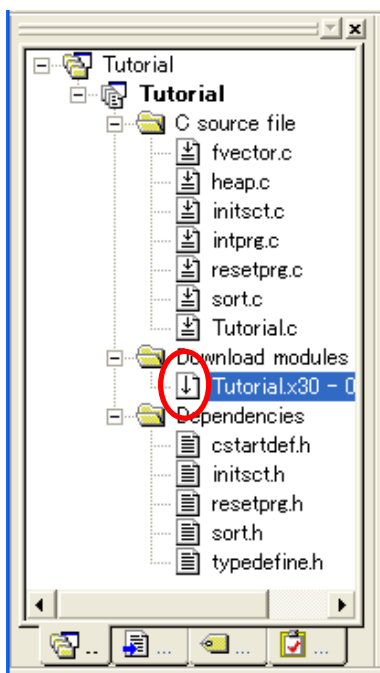 Tutorial
Tutorial
C source file
fvector.c
heap.c
initsct.c
intprg.c
resetprg.c
sort.c
Tutorial.c
Download modules
Tutorial.x30 - 0
Dependencies
cstartdef.h
initsct.h
resetprg.h
sort.h
typedefine.h
.. ... ... ...